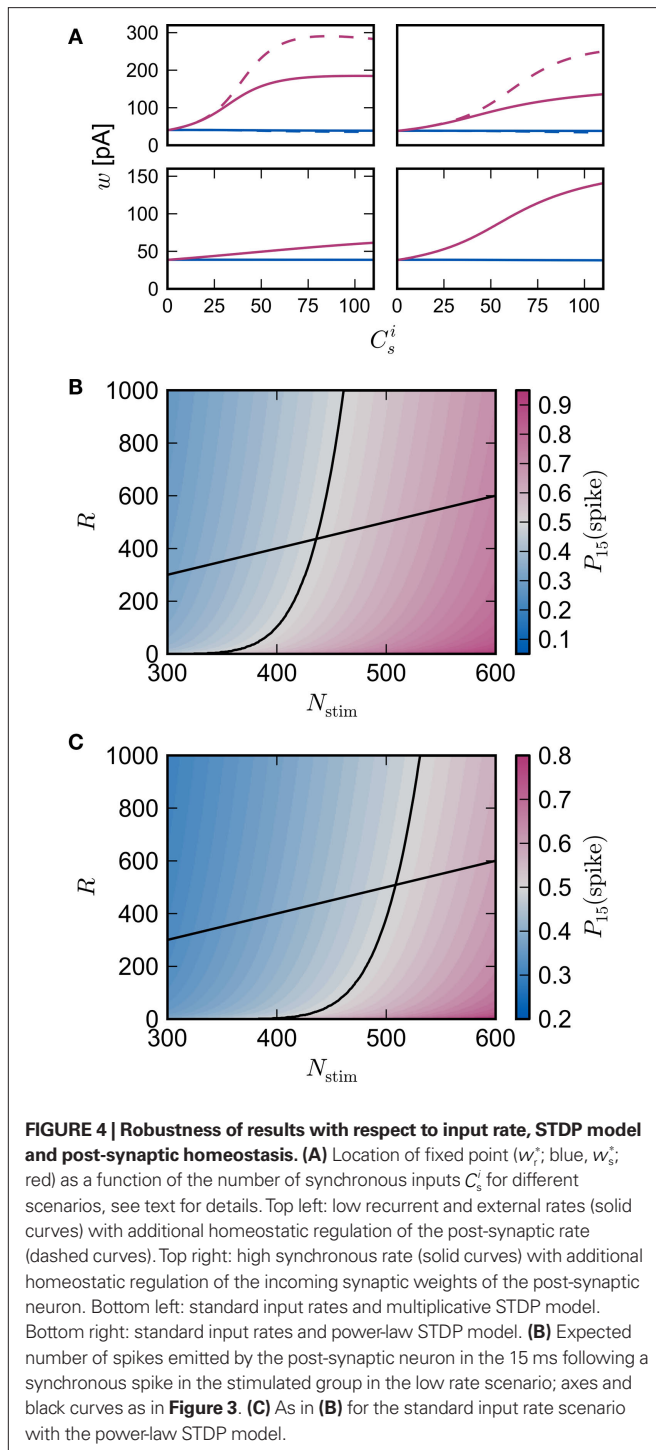 A
300
200
100
0
w [pA]
150
100
50
0
0 25 50 75 100 0 25 50 75 100
C_s^i
B
1000
800
600
400
200
0
R
300 400 500 600
N_stim
0.9
0.8
0.7
0.6
0.5
0.4
0.3
0.2
0.1
P_15(spike)
C
1000
800
600
400
200
0
R
300 400 500 600
N_stim
0.8
0.7
0.6
0.5
0.4
0.3
0.2
P_15(spike)
FIGURE 4 | Robustness of results with respect to input rate, STDP model
and post-synaptic homeostasis. (A) Location of fixed point (w_r^*; blue, w_s^*;
red) as a function of the number of synchronous inputs C_s^i for different
scenarios, see text for details. Top left: low recurrent and external rates (solid
curves) with additional homeostatic regulation of the post-synaptic rate
(dashed curves). Top right: high synchronous rate (solid curves) with additional
homeostatic regulation of the incoming synaptic weights of the post-synaptic
neuron. Bottom left: standard input rates and multiplicative STDP model.
Bottom right: standard input rates and power-law STDP model. (B) Expected
number of spikes emitted by the post-synaptic neuron in the 15 ms following a
synchronous spike in the stimulated group in the low rate scenario; axes and
black curves as in Figure 3. (C) As in (B) for the standard input rate scenario
with the power-law STDP model.